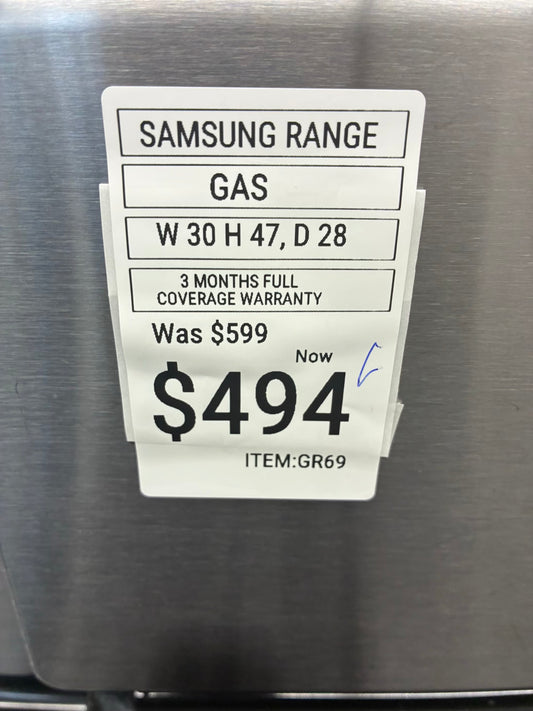 SAMSUNG RANGE
GAS
W 30 H 47, D 28
3 MONTHS FULL
COVERAGE WARRANTY
Was $599
Now
$494
ITEM:GR69